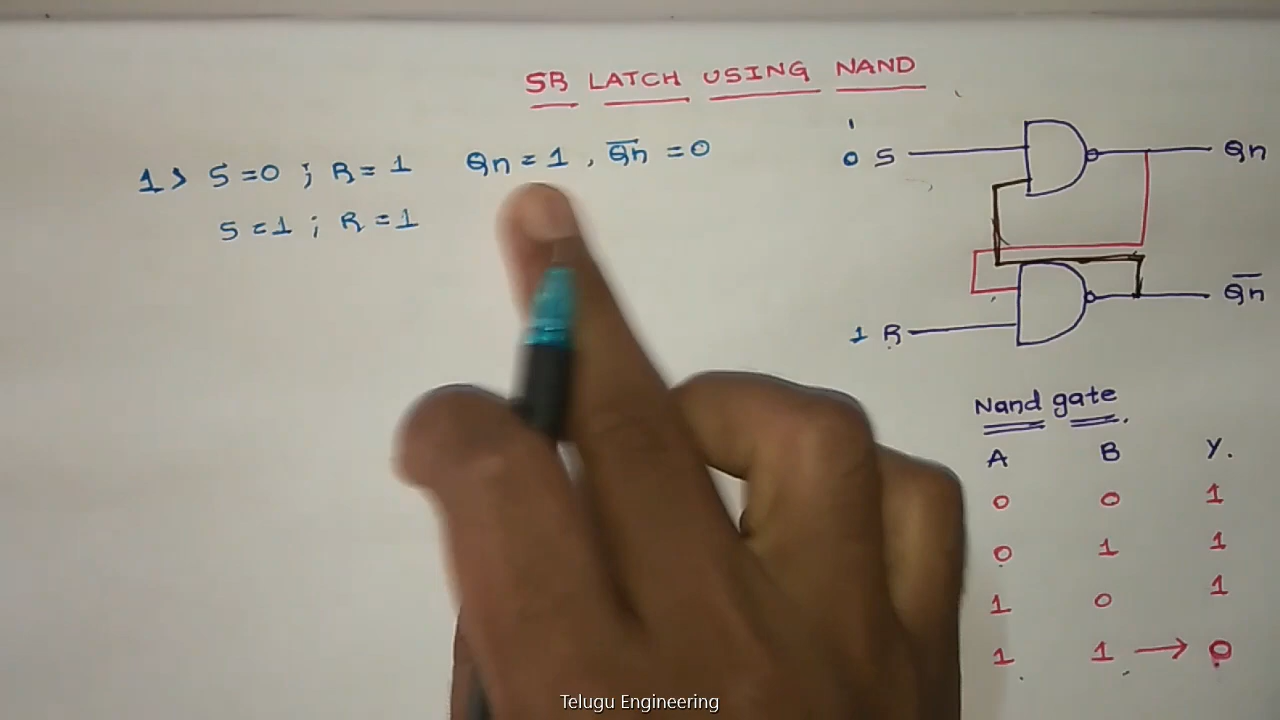 SR LATCH USING NAND
1> S=0 ; R=1 Qn=1 , Q̅n̅=0
S=1 ; R=1
0 S
Qn
1 R
Q̅n̅
Nand gate.
A B Y.
0 0 1
0 1 1
1 0 1
1 1 → 0
Telugu Engineering